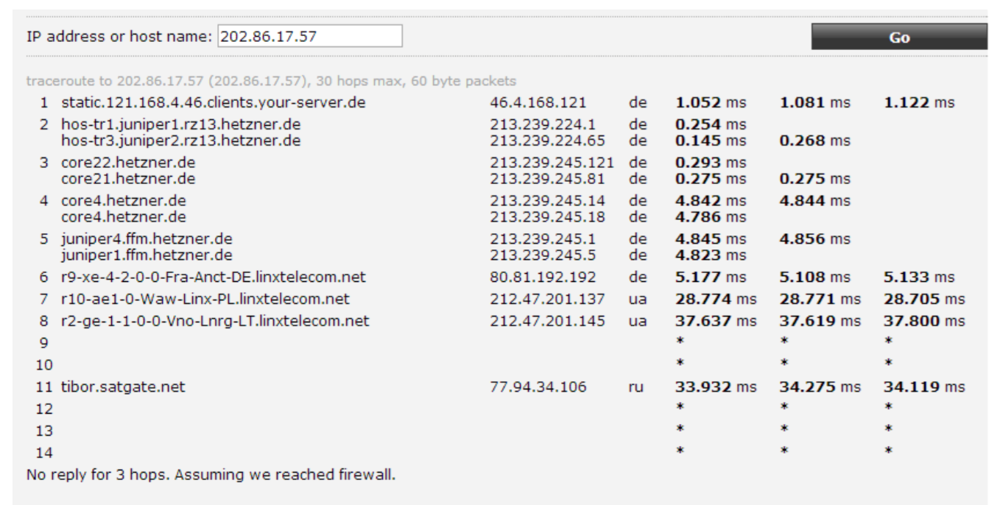 IP address or host name: 202.86.17.57 Go
traceroute to 202.86.17.57 (202.86.17.57), 30 hops max, 60 byte packets
1 static.121.168.4.46.clients.your-server.de 46.4.168.121 de 1.052 ms 1.081 ms 1.122 ms
2 hos-tr1.juniper1.rz13.hetzner.de 213.239.224.1 de 0.254 ms
hos-tr3.juniper2.rz13.hetzner.de 213.239.224.65 de 0.145 ms 0.268 ms
3 core22.hetzner.de 213.239.245.121 de 0.293 ms
core21.hetzner.de 213.239.245.81 de 0.275 ms 0.275 ms
4 core4.hetzner.de 213.239.245.14 de 4.842 ms 4.844 ms
core4.hetzner.de 213.239.245.18 de 4.786 ms
5 juniper4.ffm.hetzner.de 213.239.245.1 de 4.845 ms 4.856 ms
juniper1.ffm.hetzner.de 213.239.245.5 de 4.823 ms
6 r9-xe-4-2-0-0-Fra-Anct-DE.linxtelecom.net 80.81.192.192 de 5.177 ms 5.108 ms 5.133 ms
7 r10-ae1-0-Waw-Linx-PL.linxtelecom.net 212.47.201.137 ua 28.774 ms 28.771 ms 28.705 ms
8 r2-ge-1-1-0-0-Vno-Lnrg-LT.linxtelecom.net 212.47.201.145 ua 37.637 ms 37.619 ms 37.800 ms
9 * * *
10 * * *
11 tibor.satgate.net 77.94.34.106 ru 33.932 ms 34.275 ms 34.119 ms
12 * * *
13 * * *
14 * * *
No reply for 3 hops. Assuming we reached firewall.